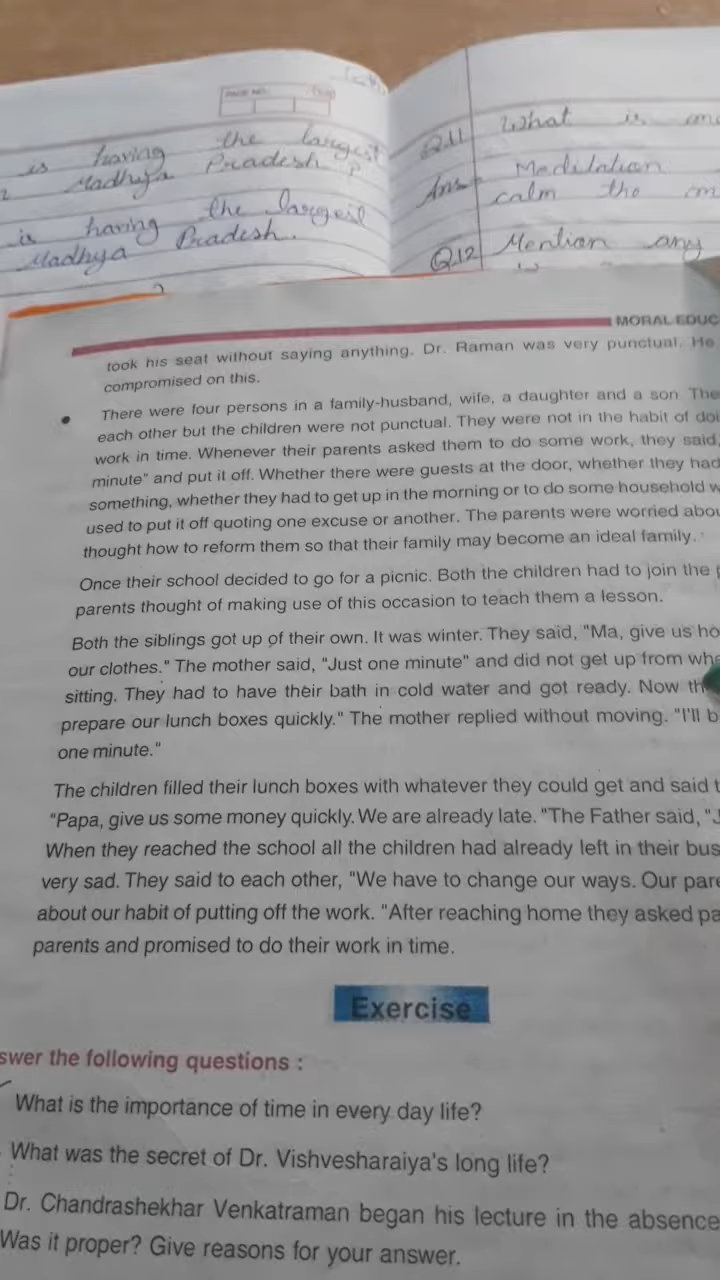 PAGE NO.
is having the largest
Madhya Pradesh ?
is having the largest
Madhya Pradesh.
Q.11 What is
Ans Medilation
calm the
Q.12 Mention any
MORAL EDUC
took his seat without saying anything. Dr. Raman was very punctual. He
compromised on this.
• There were four persons in a family-husband, wife, a daughter and a son. The
each other but the children were not punctual. They were not in the habit of doi
work in time. Whenever their parents asked them to do some work, they said,
minute" and put it off. Whether there were guests at the door, whether they had
something, whether they had to get up in the morning or to do some household w
used to put it off quoting one excuse or another. The parents were worried abou
thought how to reform them so that their family may become an ideal family.
Once their school decided to go for a picnic. Both the children had to join the p
parents thought of making use of this occasion to teach them a lesson.
Both the siblings got up of their own. It was winter. They said, "Ma, give us ho
our clothes." The mother said, "Just one minute" and did not get up from whe
sitting. They had to have their bath in cold water and got ready. Now th
prepare our lunch boxes quickly." The mother replied without moving. "I'll b
one minute."
The children filled their lunch boxes with whatever they could get and said t
"Papa, give us some money quickly. We are already late. "The Father said, "J
When they reached the school all the children had already left in their bus
very sad. They said to each other, "We have to change our ways. Our pare
about our habit of putting off the work. "After reaching home they asked pa
parents and promised to do their work in time.
Exercise
swer the following questions :
What is the importance of time in every day life?
What was the secret of Dr. Vishvesharaiya's long life?
Dr. Chandrashekhar Venkatraman began his lecture in the absence
Was it proper? Give reasons for your answer.